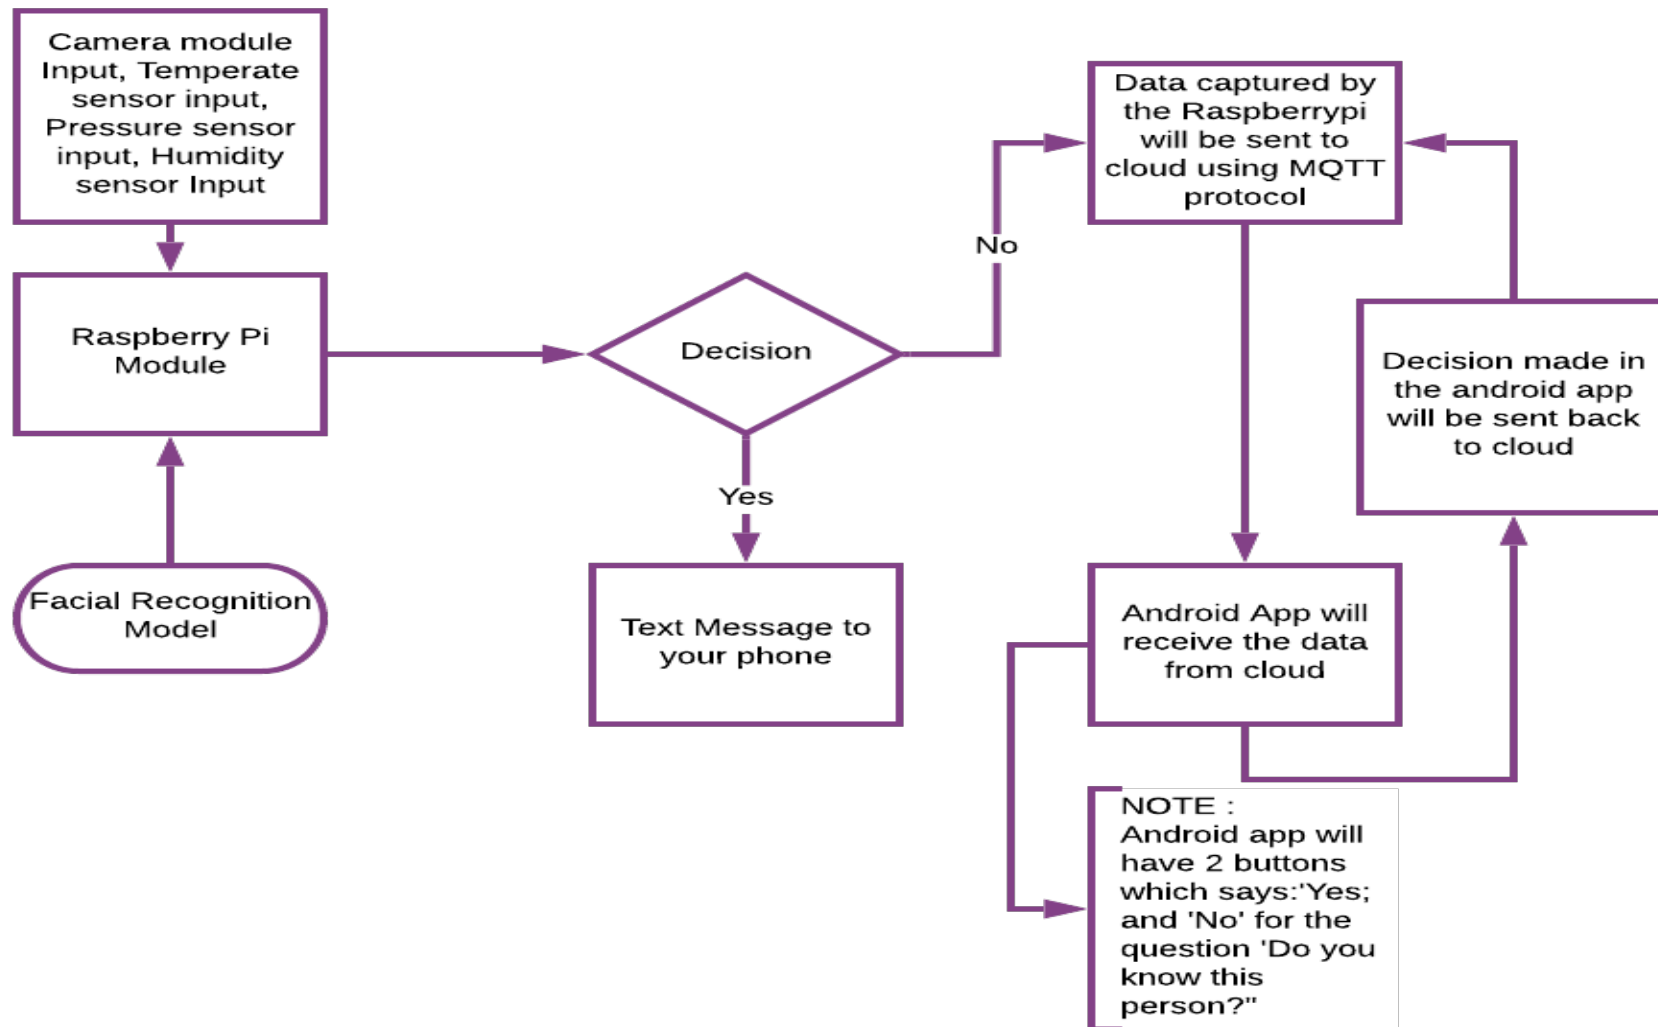 Camera module
Input, Temperate
sensor input,
Pressure sensor
input, Humidity
sensor Input
Raspberry Pi
Module
Facial Recognition
Model
Decision
No
Yes
Text Message to
your phone
Data captured by
the Raspberrypi
will be sent to
cloud using MQTT
protocol
Decision made in
the android app
will be sent back
to cloud
Android App will
receive the data
from cloud
NOTE :
Android app will
have 2 buttons
which says:'Yes;
and 'No' for the
question 'Do you
know this
person?"